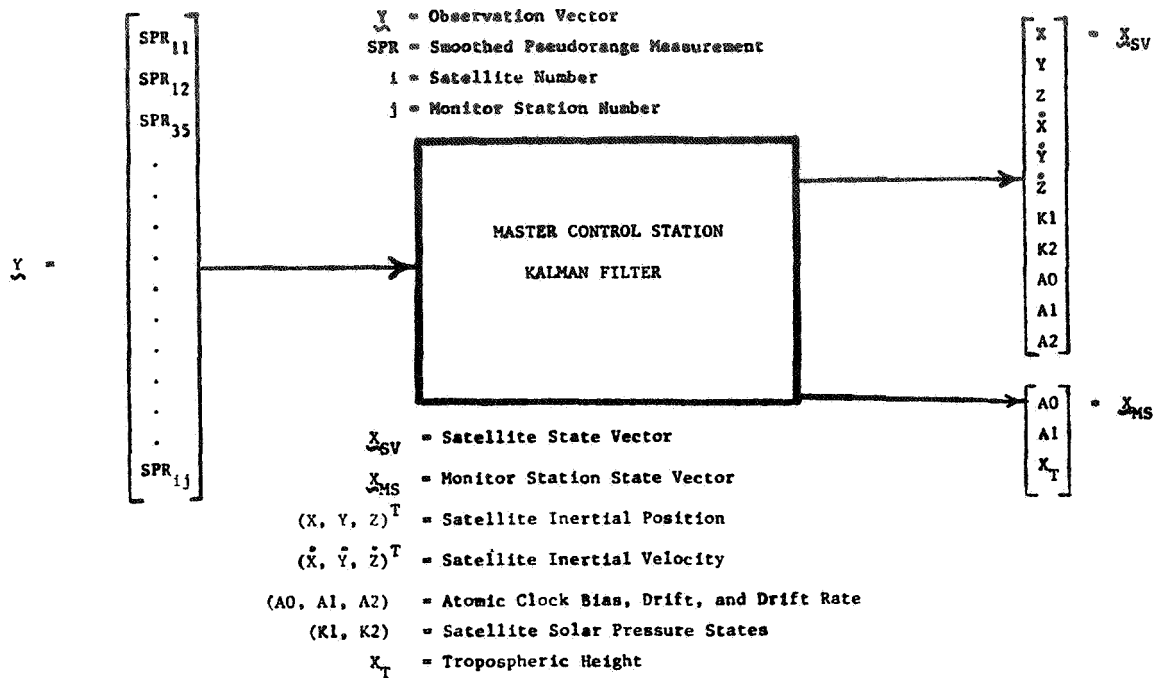 Y = Observation Vector
SPR = Smoothed Pseudorange Measurement
i = Satellite Number
j = Monitor Station Number
Y =
SPR11
SPR12
SPR35
.
.
.
.
.
.
.
.
.
.
SPRij
MASTER CONTROL STATION
KALMAN FILTER
X
Y
Z
Ẋ
Ẏ
Ż
K1
K2
A0
A1
A2
= XSV
A0
A1
XT
= XMS
XSV = Satellite State Vector
XMS = Monitor Station State Vector
(X, Y, Z)T = Satellite Inertial Position
(Ẋ, Ẏ, Ż)T = Satellite Inertial Velocity
(A0, A1, A2) = Atomic Clock Bias, Drift, and Drift Rate
(K1, K2) = Satellite Solar Pressure States
XT = Tropospheric Height